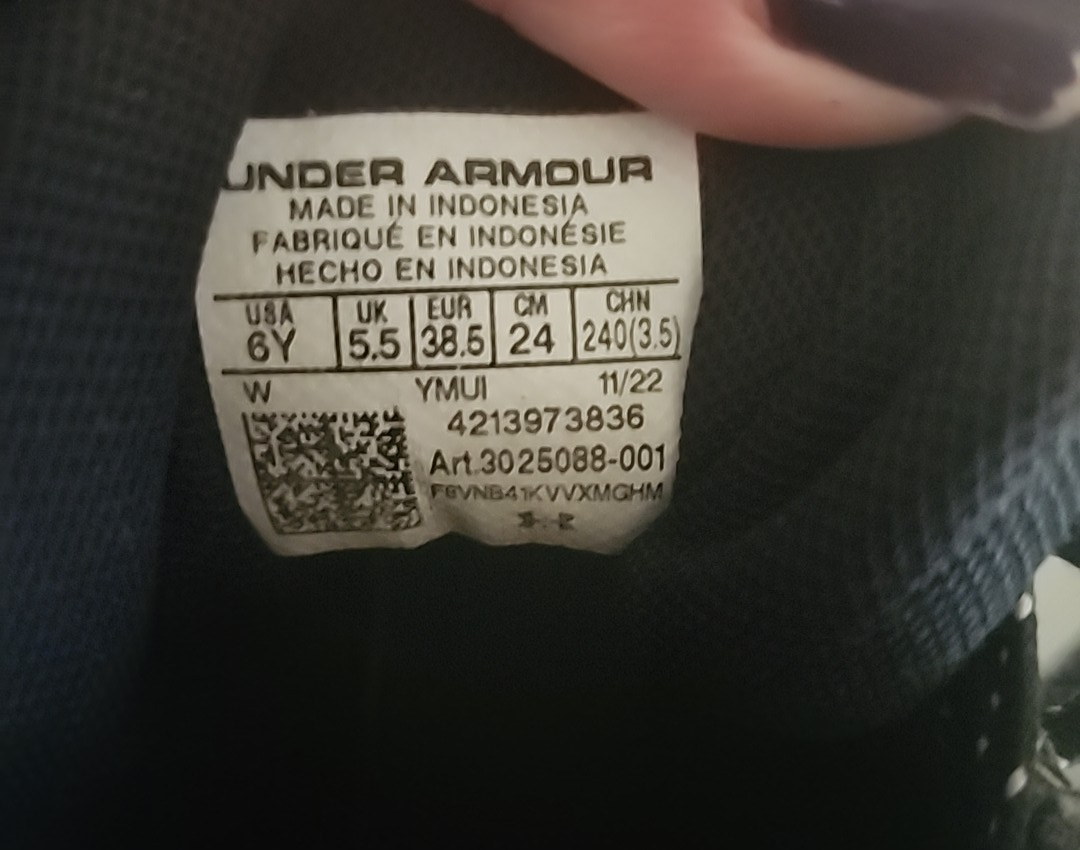 UNDER ARMOUR
MADE IN INDONESIA
FABRIQUÉ EN INDONÉSIE
HECHO EN INDONESIA
USA UK EUR CM CHN
6Y 5.5 38.5 24 240(3.5)
W YMUI 11/22
4213973836
Art.3025088-001
F6VNB41KVVXMGHM